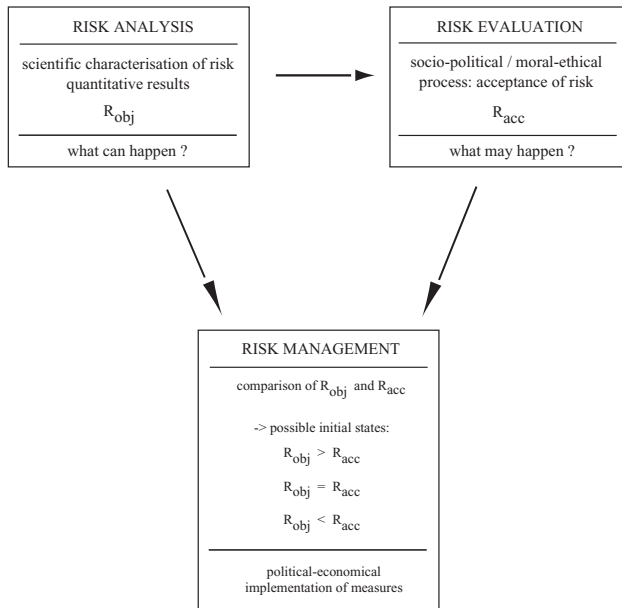 RISK ANALYSIS
scientific characterisation of risk
quantitative results
R_obj
what can happen ?
RISK EVALUATION
socio-political / moral-ethical
process: acceptance of risk
R_acc
what may happen ?
RISK MANAGEMENT
comparison of R_obj and R_acc
-> possible initial states:
R_obj > R_acc
R_obj = R_acc
R_obj < R_acc
political-economical
implementation of measures